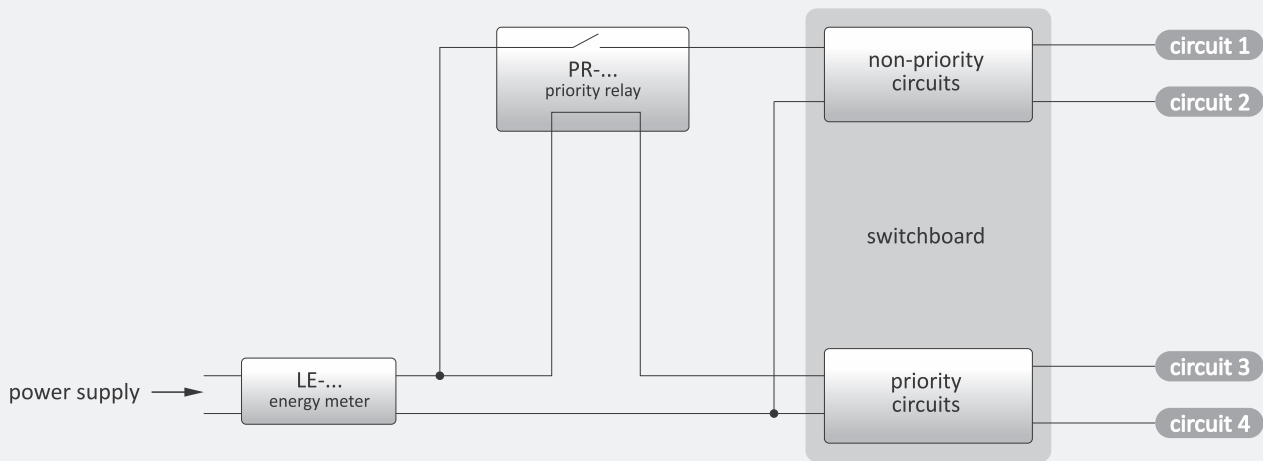 PR-...
priority relay
non-priority
circuits
circuit 1
circuit 2
switchboard
power supply
LE-...
energy meter
priority
circuits
circuit 3
circuit 4